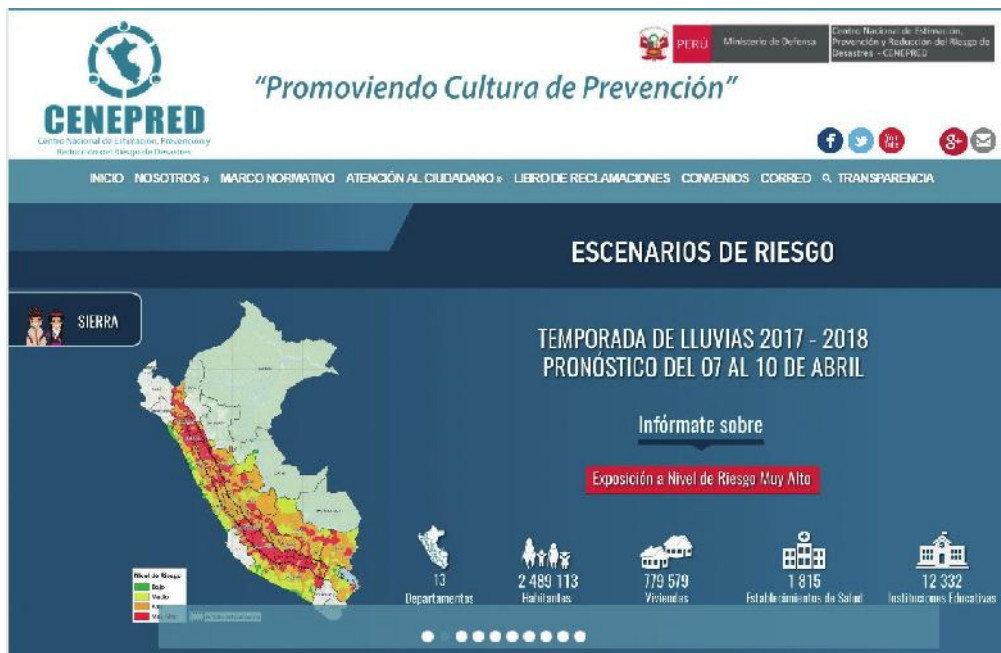 CENEPRED
Centro Nacional de Estimación, Prevención y
Reducción del Riesgo de Desastres
"Promoviendo Cultura de Prevención"
PERÚ
Ministerio de Defensa
Centro Nacional de Estimación,
Prevención y Reducción del Riesgo de
Desastres - CENEPRED
INICIO NOSOTROS » MARCO NORMATIVO ATENCIÓN AL CIUDADANO » LIBRO DE RECLAMACIONES CONVENIOS CORREO TRANSPARENCIA
ESCENARIOS DE RIESGO
SIERRA
TEMPORADA DE LLUVIAS 2017 - 2018
PRONÓSTICO DEL 07 AL 10 DE ABRIL
Infórmate sobre
Exposición a Nivel de Riesgo Muy Alto
13
Departamentos
2 489 113
Habitantes
779 579
Viviendas
1 815
Establecimientos de Salud
12 332
Instituciones Educativas
Nivel de Riesgo
Bajo
Medio
Alto
Muy Alto